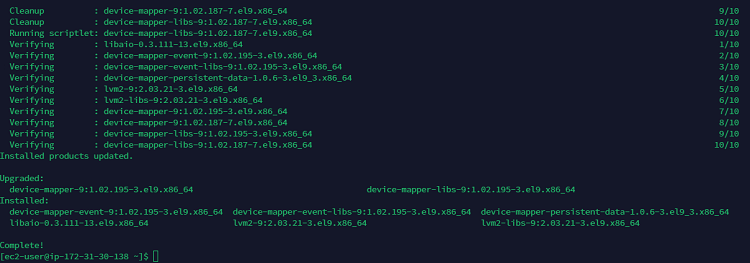 Cleanup : device-mapper-9:1.02.187-7.el9.x86_64 9/10
Cleanup : device-mapper-libs-9:1.02.187-7.el9.x86_64 10/10
Running scriptlet: device-mapper-libs-9:1.02.187-7.el9.x86_64 10/10
Verifying : libaio-0.3.111-13.el9.x86_64 1/10
Verifying : device-mapper-event-9:1.02.195-3.el9.x86_64 2/10
Verifying : device-mapper-event-libs-9:1.02.195-3.el9.x86_64 3/10
Verifying : device-mapper-persistent-data-1.0.6-3.el9_3.x86_64 4/10
Verifying : lvm2-9:2.03.21-3.el9.x86_64 5/10
Verifying : lvm2-libs-9:2.03.21-3.el9.x86_64 6/10
Verifying : device-mapper-9:1.02.195-3.el9.x86_64 7/10
Verifying : device-mapper-9:1.02.187-7.el9.x86_64 8/10
Verifying : device-mapper-libs-9:1.02.195-3.el9.x86_64 9/10
Verifying : device-mapper-libs-9:1.02.187-7.el9.x86_64 10/10
Installed products updated.
Upgraded:
device-mapper-9:1.02.195-3.el9.x86_64 device-mapper-libs-9:1.02.195-3.el9.x86_64
Installed:
device-mapper-event-9:1.02.195-3.el9.x86_64 device-mapper-event-libs-9:1.02.195-3.el9.x86_64 device-mapper-persistent-data-1.0.6-3.el9_3.x86_64
libaio-0.3.111-13.el9.x86_64 lvm2-9:2.03.21-3.el9.x86_64 lvm2-libs-9:2.03.21-3.el9.x86_64
Complete!
[ec2-user@ip-172-31-30-138 ~]$